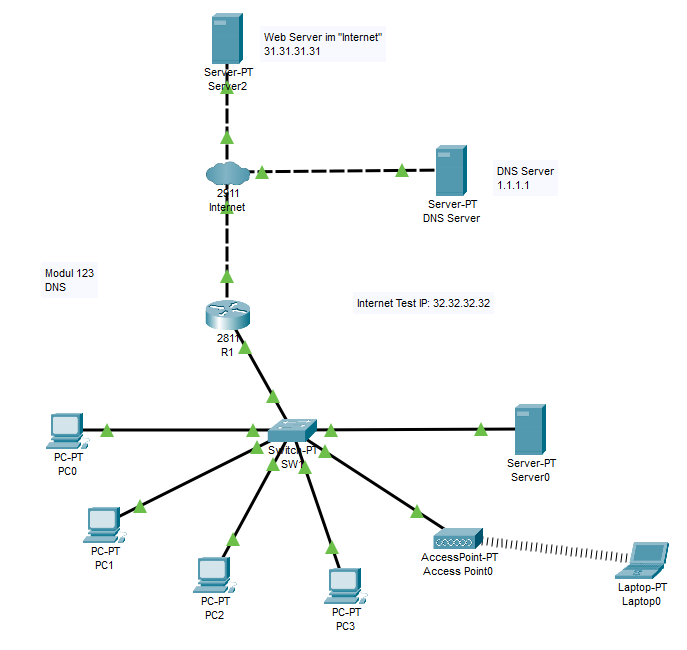 Web Server im "Internet"
31.31.31.31
Server-PT
Server2
DNS Server
1.1.1.1
2911
Internet
Server-PT
DNS Server
Modul 123
DNS
Internet Test IP: 32.32.32.32
2811
R1
PC-PT
PC0
Switch-PT
SW1
Server-PT
Server0
PC-PT
PC1
AccessPoint-PT
Access Point0
PC-PT
PC2
PC-PT
PC3
Laptop-PT
Laptop0